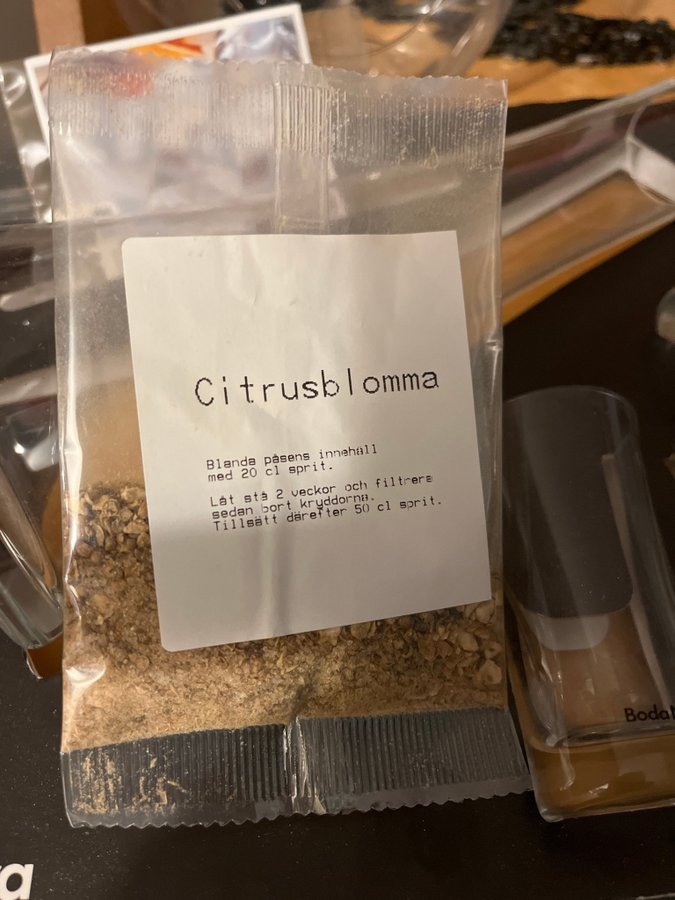 Citrusblomma
Blanda påsens innehåll
med 20 cl sprit.
Låt stå 2 veckor och filtrera
sedan bort kryddorna.
Tillsätt därefter 50 cl sprit.
Boda
a